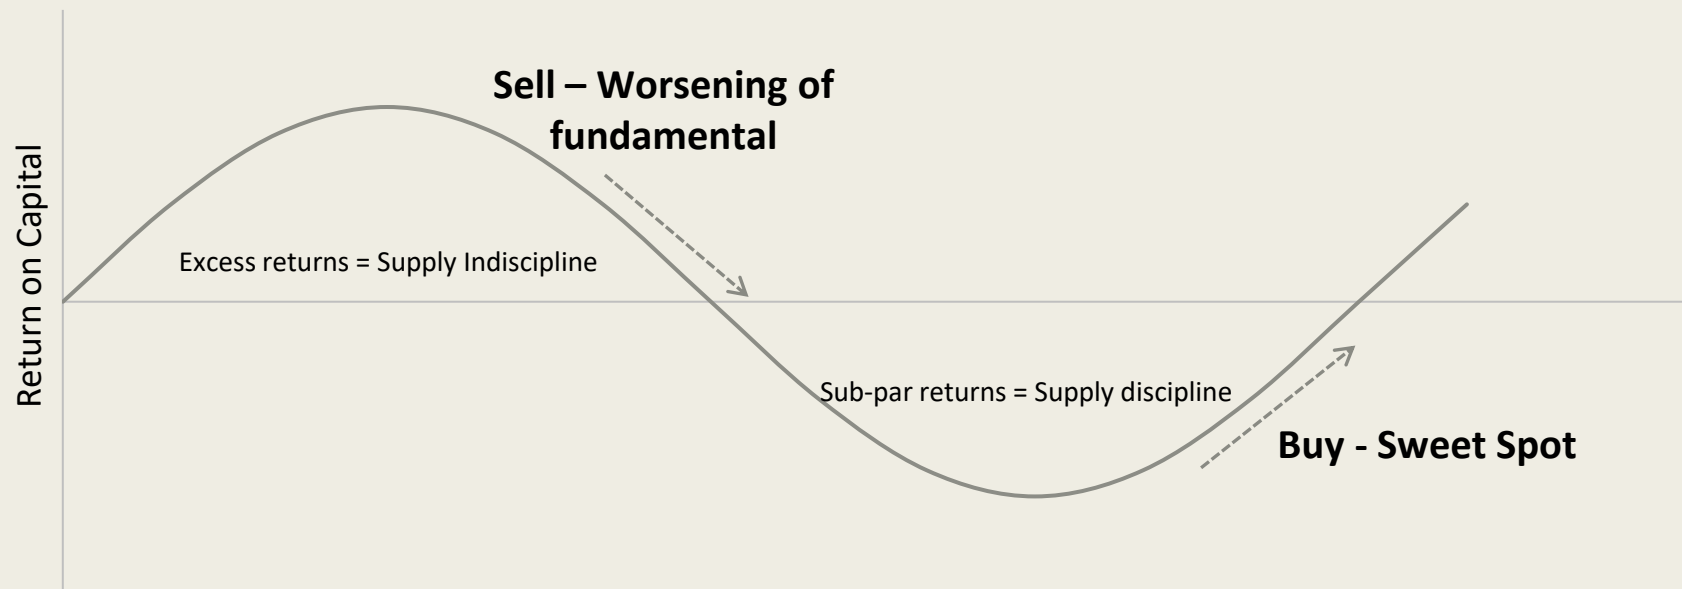 Sell – Worsening of
fundamental
Return on Capital
Excess returns = Supply Indiscipline
Sub-par returns = Supply discipline
Buy - Sweet Spot